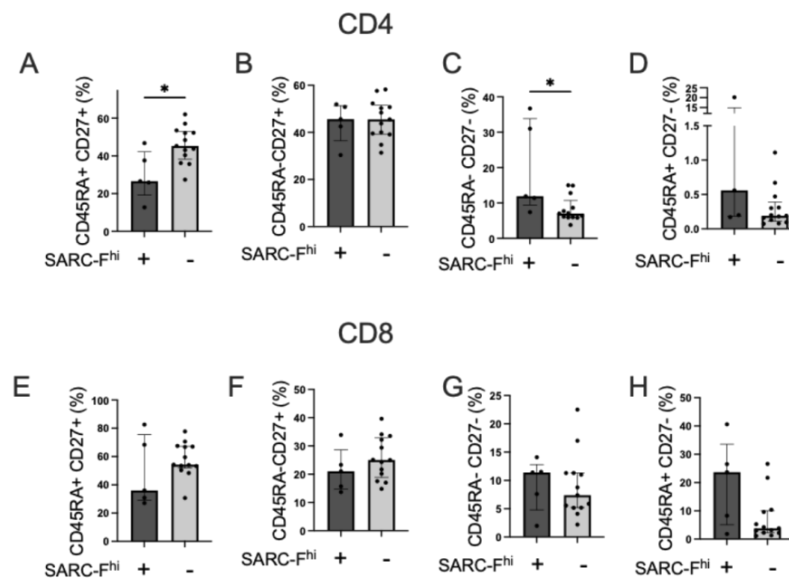 CD4
A
B
C
D
CD45RA+ CD27+ (%)
60
40
20
0
*
CD45RA-CD27+ (%)
80
60
40
20
0
CD45RA- CD27- (%)
40
30
20
10
0
*
CD45RA+ CD27- (%)
25
20
15
10
5
1.5
1.0
0.5
0.0
SARC-Fhi + -
SARC-Fhi + -
SARC-Fhi + -
SARC-Fhi + -
CD8
E
F
G
H
CD45RA+ CD27+ (%)
100
80
60
40
20
0
CD45RA-CD27+ (%)
50
40
30
20
10
0
CD45RA- CD27- (%)
25
20
15
10
5
0
CD45RA+ CD27- (%)
50
40
30
20
10
0
SARC-Fhi + -
SARC-Fhi + -
SARC-Fhi + -
SARC-Fhi + -